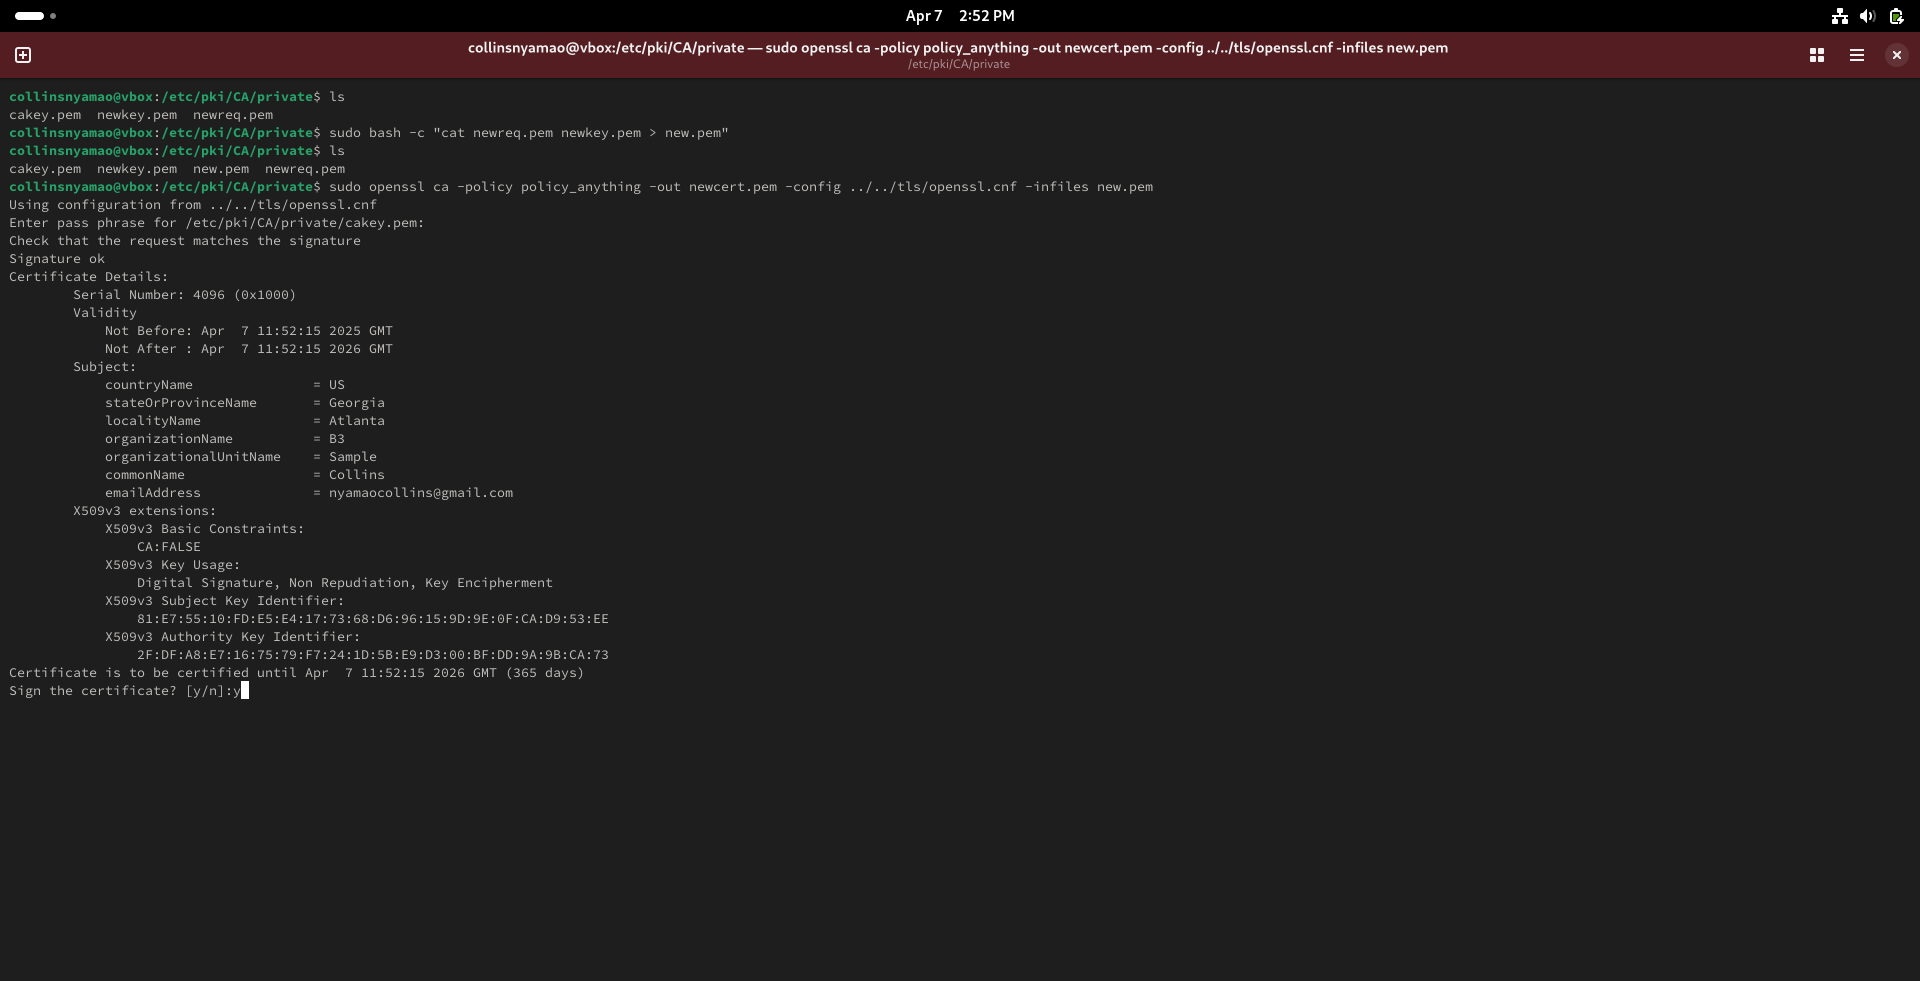 Apr 7 2:52 PM
collinsnyamao@vbox:/etc/pki/CA/private — sudo openssl ca -policy policy_anything -out newcert.pem -config ../../tls/openssl.cnf -infiles new.pem
/etc/pki/CA/private
collinsnyamao@vbox:/etc/pki/CA/private$ ls
cakey.pem  newkey.pem  newreq.pem
collinsnyamao@vbox:/etc/pki/CA/private$ sudo bash -c "cat newreq.pem newkey.pem > new.pem"
collinsnyamao@vbox:/etc/pki/CA/private$ ls
cakey.pem  newkey.pem  new.pem  newreq.pem
collinsnyamao@vbox:/etc/pki/CA/private$ sudo openssl ca -policy policy_anything -out newcert.pem -config ../../tls/openssl.cnf -infiles new.pem
Using configuration from ../../tls/openssl.cnf
Enter pass phrase for /etc/pki/CA/private/cakey.pem:
Check that the request matches the signature
Signature ok
Certificate Details:
        Serial Number: 4096 (0x1000)
        Validity
            Not Before: Apr  7 11:52:15 2025 GMT
            Not After : Apr  7 11:52:15 2026 GMT
        Subject:
            countryName               = US
            stateOrProvinceName       = Georgia
            localityName              = Atlanta
            organizationName          = B3
            organizationalUnitName    = Sample
            commonName                = Collins
            emailAddress              = nyamaocollins@gmail.com
        X509v3 extensions:
            X509v3 Basic Constraints:
                CA:FALSE
            X509v3 Key Usage:
                Digital Signature, Non Repudiation, Key Encipherment
            X509v3 Subject Key Identifier:
                81:E7:55:10:FD:E5:E4:17:73:68:D6:96:15:9D:9E:0F:CA:D9:53:EE
            X509v3 Authority Key Identifier:
                2F:DF:A8:E7:16:75:79:F7:24:1D:5B:E9:D3:00:BF:DD:9A:9B:CA:73
Certificate is to be certified until Apr  7 11:52:15 2026 GMT (365 days)
Sign the certificate? [y/n]:y